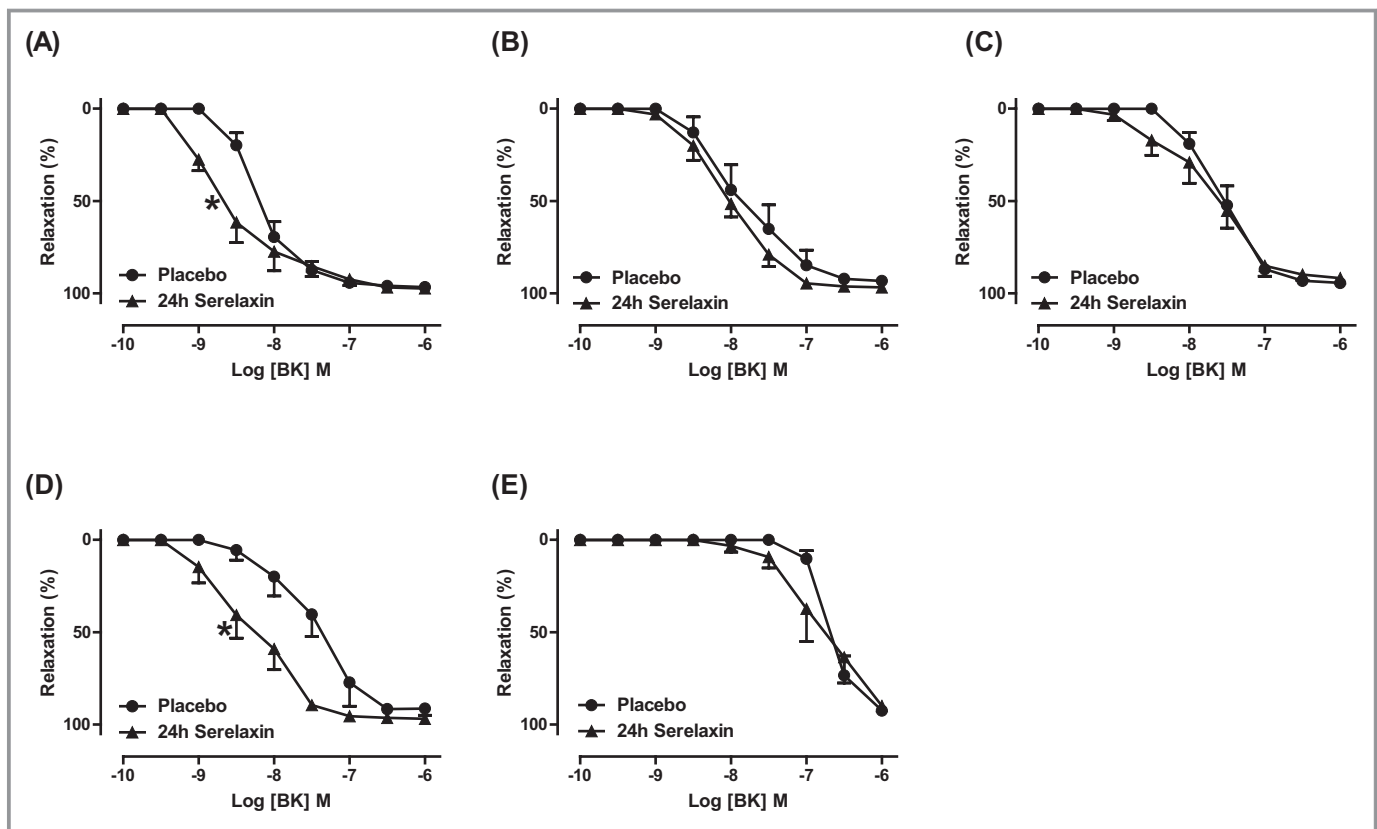 (A)
0
50
100
Relaxation (%)
*
Placebo
24h Serelaxin
-10 -9 -8 -7 -6
Log [BK] M
(B)
0
50
100
Relaxation (%)
Placebo
24h Serelaxin
-10 -9 -8 -7 -6
Log [BK] M
(C)
0
50
100
Relaxation (%)
Placebo
24h Serelaxin
-10 -9 -8 -7 -6
Log [BK] M
(D)
0
50
100
Relaxation (%)
*
Placebo
24h Serelaxin
-10 -9 -8 -7 -6
Log [BK] M
(E)
0
50
100
Relaxation (%)
Placebo
24h Serelaxin
-10 -9 -8 -7 -6
Log [BK] M